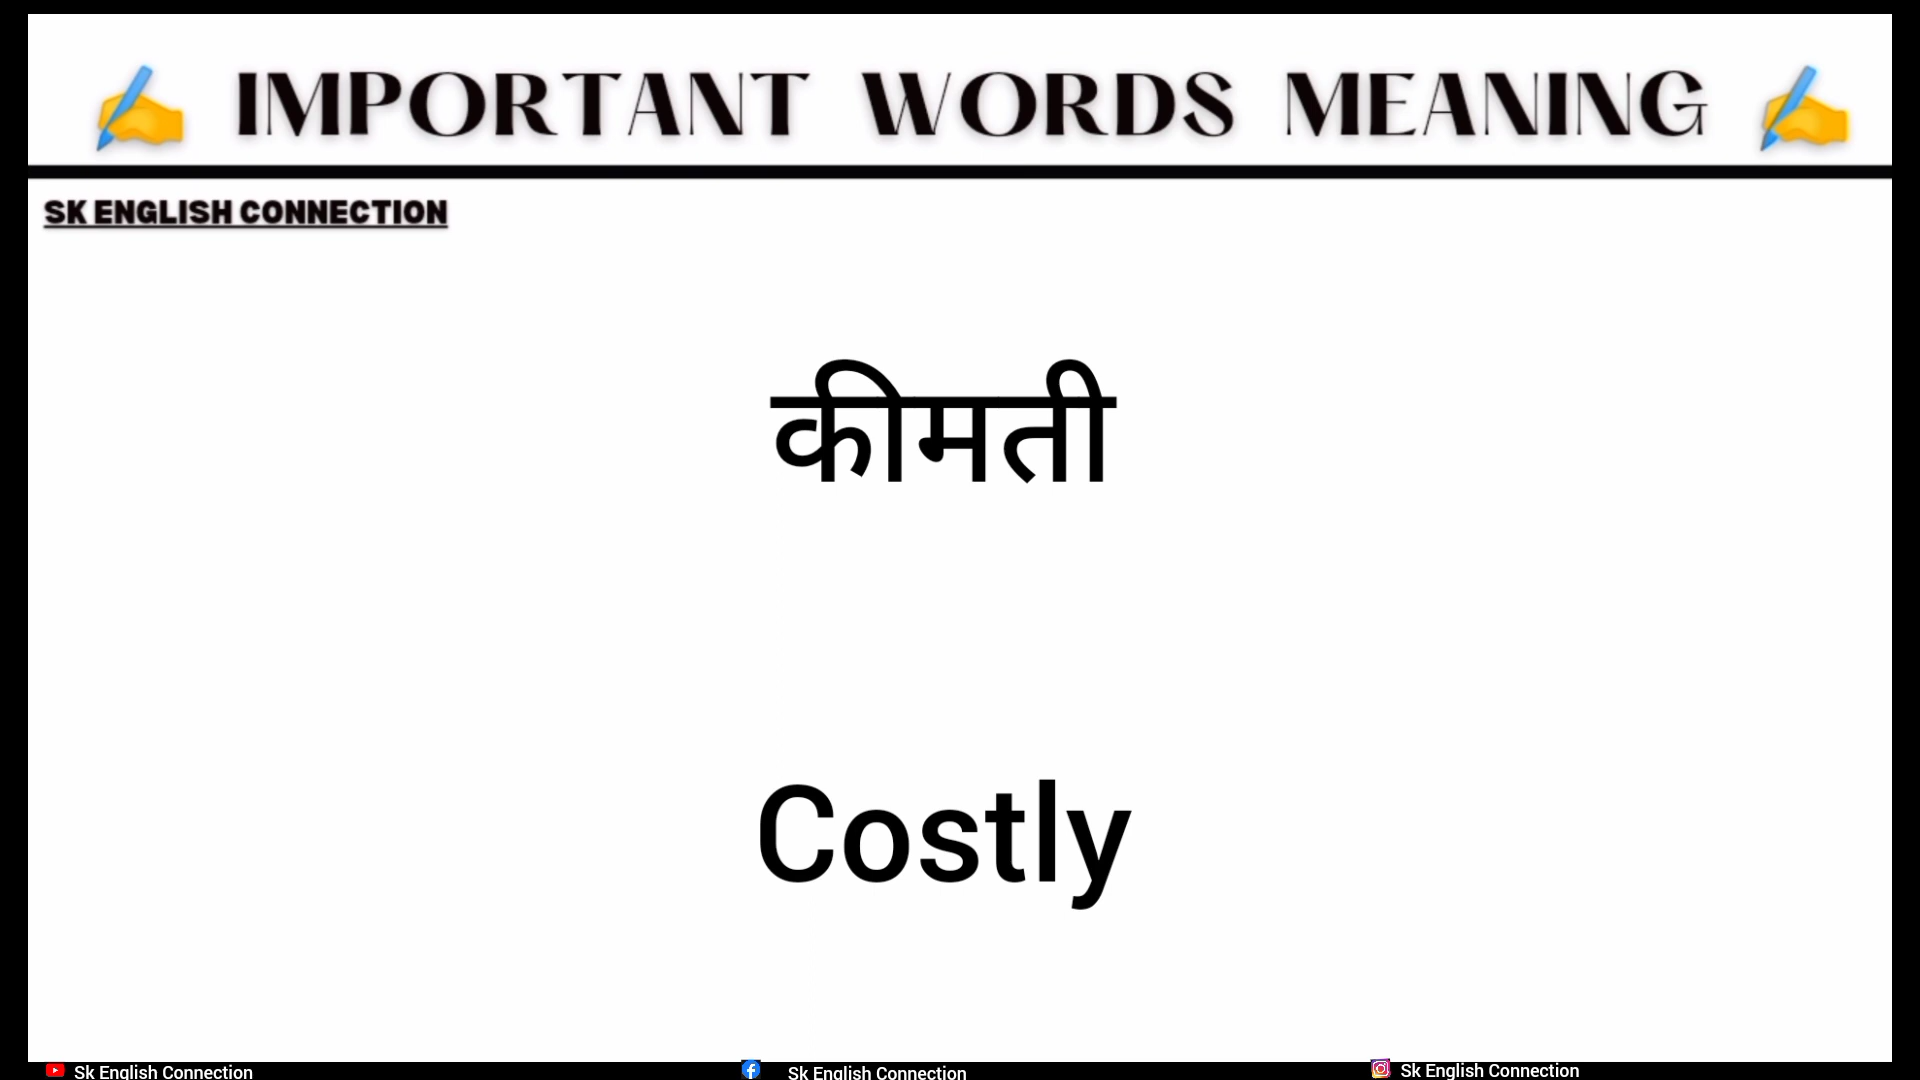 ✍ IMPORTANT WORDS MEANING ✍
SK ENGLISH CONNECTION
कीमती
Costly
Sk English Connection
Sk English Connection
Sk English Connection